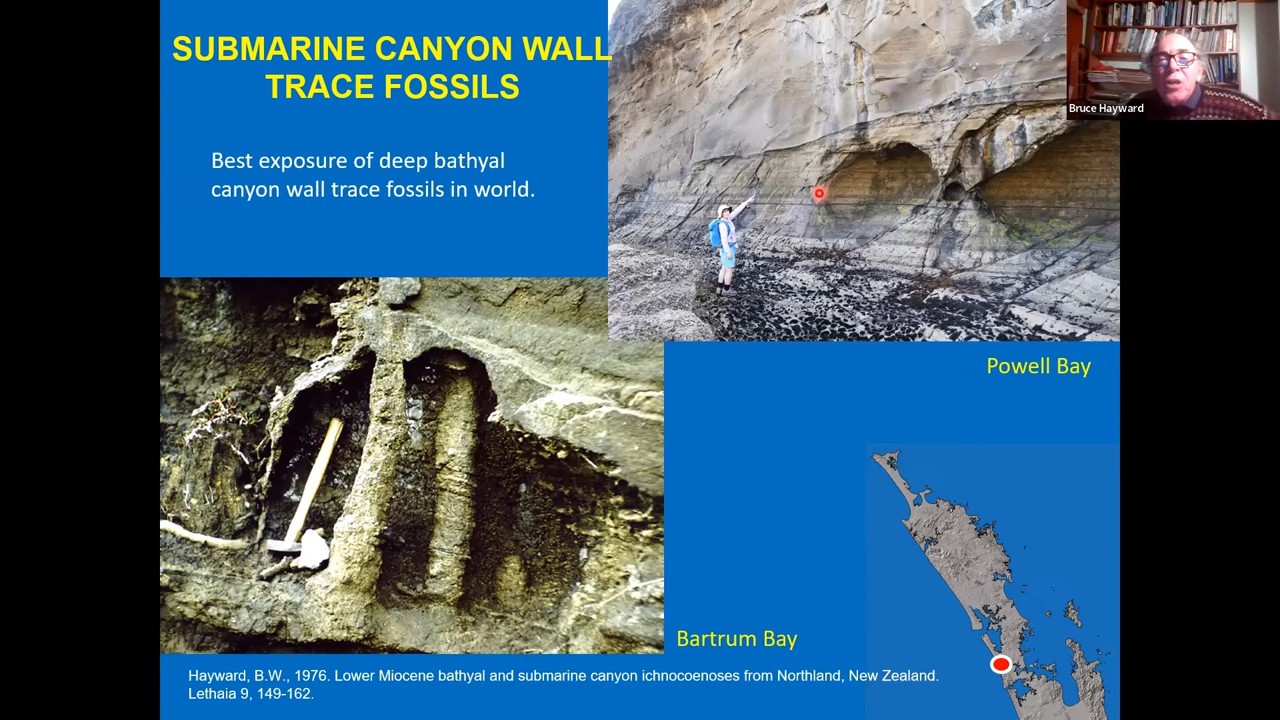 SUBMARINE CANYON WALL
TRACE FOSSILS
Best exposure of deep bathyal
canyon wall trace fossils in world.
Bruce Hayward
Powell Bay
Bartrum Bay
Hayward, B.W., 1976. Lower Miocene bathyal and submarine canyon ichnocoenoses from Northland, New Zealand.
Lethaia 9, 149-162.